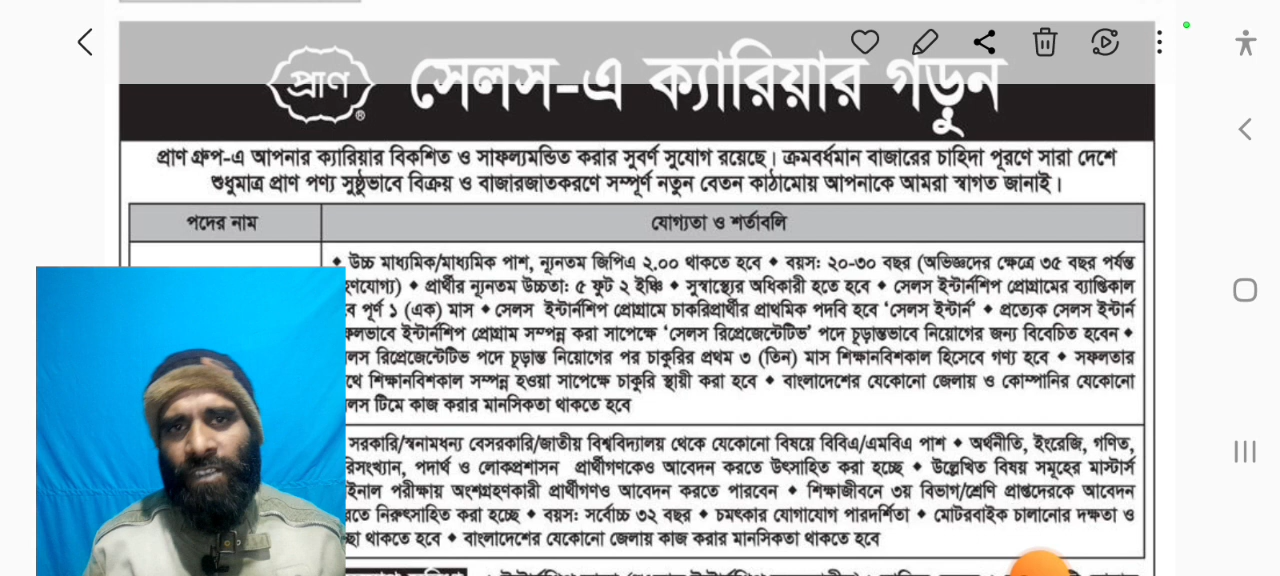 প্রাণ ®
সেলস-এ ক্যারিয়ার গড়ুন
প্রাণ গ্রুপ-এ আপনার ক্যারিয়ার বিকশিত ও সাফল্যমন্ডিত করার সুবর্ণ সুযোগ রয়েছে। ক্রমবর্ধমান বাজারের চাহিদা পূরণে সারা দেশে
শুধুমাত্র প্রাণ পণ্য সুষ্ঠুভাবে বিক্রয় ও বাজারজাতকরণে সম্পূর্ণ নতুন বেতন কাঠামোয় আপনাকে আমরা স্বাগত জানাই।
পদের নাম
যোগ্যতা ও শর্তাবলি
♦ উচ্চ মাধ্যমিক/মাধ্যমিক পাশ, ন্যূনতম জিপিএ ২.০০ থাকতে হবে ♦ বয়স: ২০-৩০ বছর (অভিজ্ঞদের ক্ষেত্রে ৩৫ বছর পর্যন্ত
ণযোগ্য) ♦ প্রার্থীর ন্যূনতম উচ্চতা: ৫ ফুট ২ ইঞ্চি ♦ সুস্বাস্থ্যের অধিকারী হতে হবে ♦ সেলস ইন্টার্নশিপ প্রোগ্রামের ব্যাপ্তিকাল
ব পূর্ণ ১ (এক) মাস ♦ সেলস ইন্টার্নশিপ প্রোগ্রামে চাকরিপ্রার্থীর প্রাথমিক পদবি হবে ‘সেলস ইন্টার্ন’ ♦ প্রত্যেক সেলস ইন্টার্ন
ফলভাবে ইন্টার্নশিপ প্রোগ্রাম সম্পন্ন করা সাপেক্ষে ‘সেলস রিপ্রেজেন্টেটিভ’ পদে চূড়ান্তভাবে নিয়োগের জন্য বিবেচিত হবেন ♦
লস রিপ্রেজেন্টেটিভ পদে চূড়ান্ত নিয়োগের পর চাকুরির প্রথম ৩ (তিন) মাস শিক্ষানবিশকাল হিসেবে গণ্য হবে ♦ সফলতার
থে শিক্ষানবিশকাল সম্পন্ন হওয়া সাপেক্ষে চাকুরি স্থায়ী করা হবে ♦ বাংলাদেশের যেকোনো জেলায় ও কোম্পানির যেকোনো
লস টিমে কাজ করার মানসিকতা থাকতে হবে
সরকারি/স্বনামধন্য বেসরকারি/জাতীয় বিশ্ববিদ্যালয় থেকে যেকোনো বিষয়ে বিবিএ/এমবিএ পাশ ♦ অর্থনীতি, ইংরেজি, গণিত,
রিসংখ্যান, পদার্থ ও লোকপ্রশাসন প্রার্থীগণকেও আবেদন করতে উৎসাহিত করা হচ্ছে ♦ উল্লেখিত বিষয় সমূহের মাস্টার্স
ইনাল পরীক্ষায় অংশগ্রহণকারী প্রার্থীগণও আবেদন করতে পারবেন ♦ শিক্ষাজীবনে ৩য় বিভাগ/শ্রেণি প্রাপ্তদেরকে আবেদন
রতে নিরুৎসাহিত করা হচ্ছে ♦ বয়স: সর্বোচ্চ ৩২ বছর ♦ চমৎকার যোগাযোগ পারদর্শিতা ♦ মোটরবাইক চালানোর দক্ষতা ও
ছা থাকতে হবে ♦ বাংলাদেশের যেকোনো জেলায় কাজ করার মানসিকতা থাকতে হবে